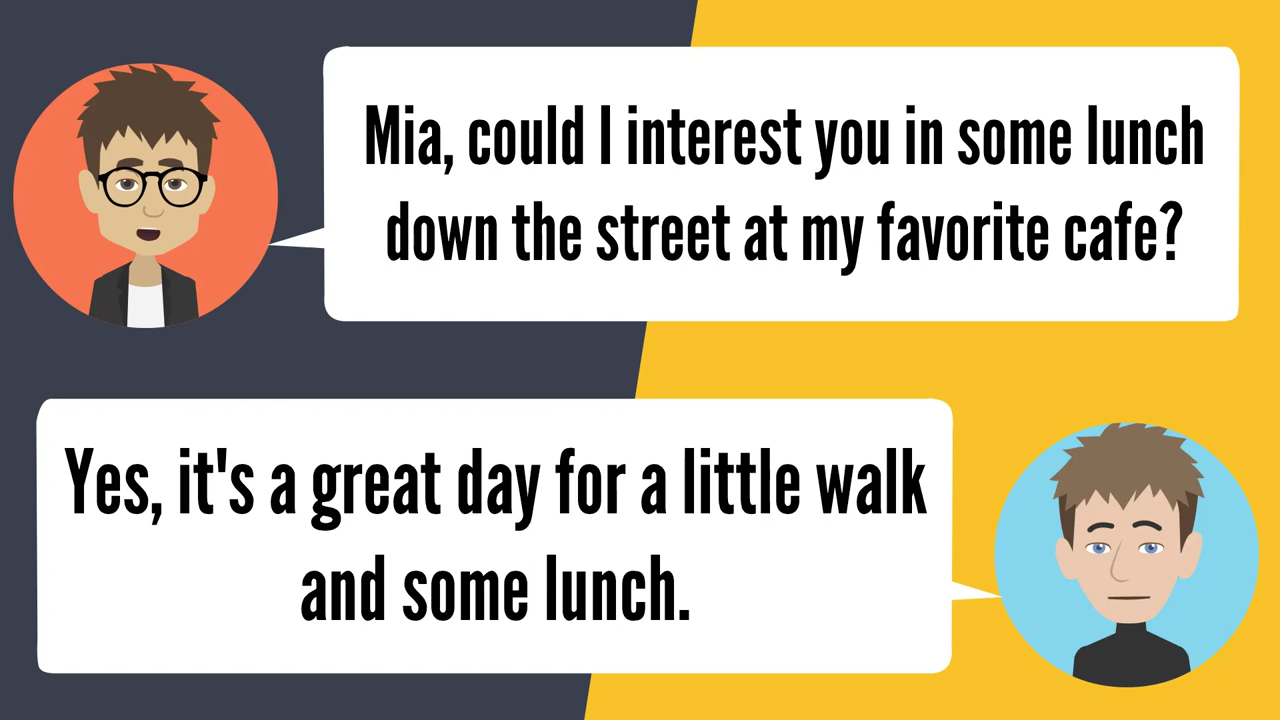 Mia, could I interest you in some lunch
down the street at my favorite cafe?
Yes, it's a great day for a little walk
and some lunch.